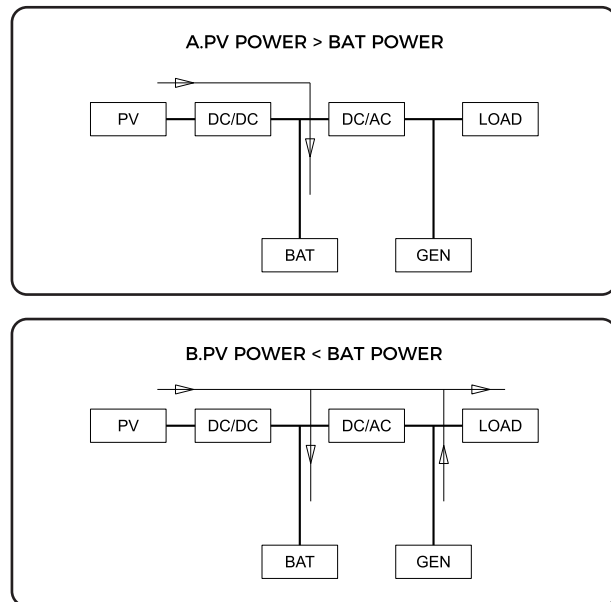 A.PV POWER > BAT POWER
PV DC/DC DC/AC LOAD
BAT GEN
B.PV POWER < BAT POWER
PV DC/DC DC/AC LOAD
BAT GEN